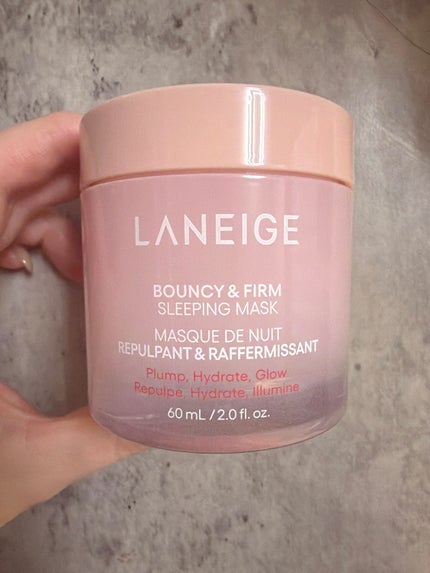 LANEIGE
BOUNCY & FIRM
SLEEPING MASK
MASQUE DE NUIT
REPULPANT & RAFFERMISSANT
Plump, Hydrate, Glow
Repulpe, Hydrate, Illumine
60 mL / 2.0 fl. oz.